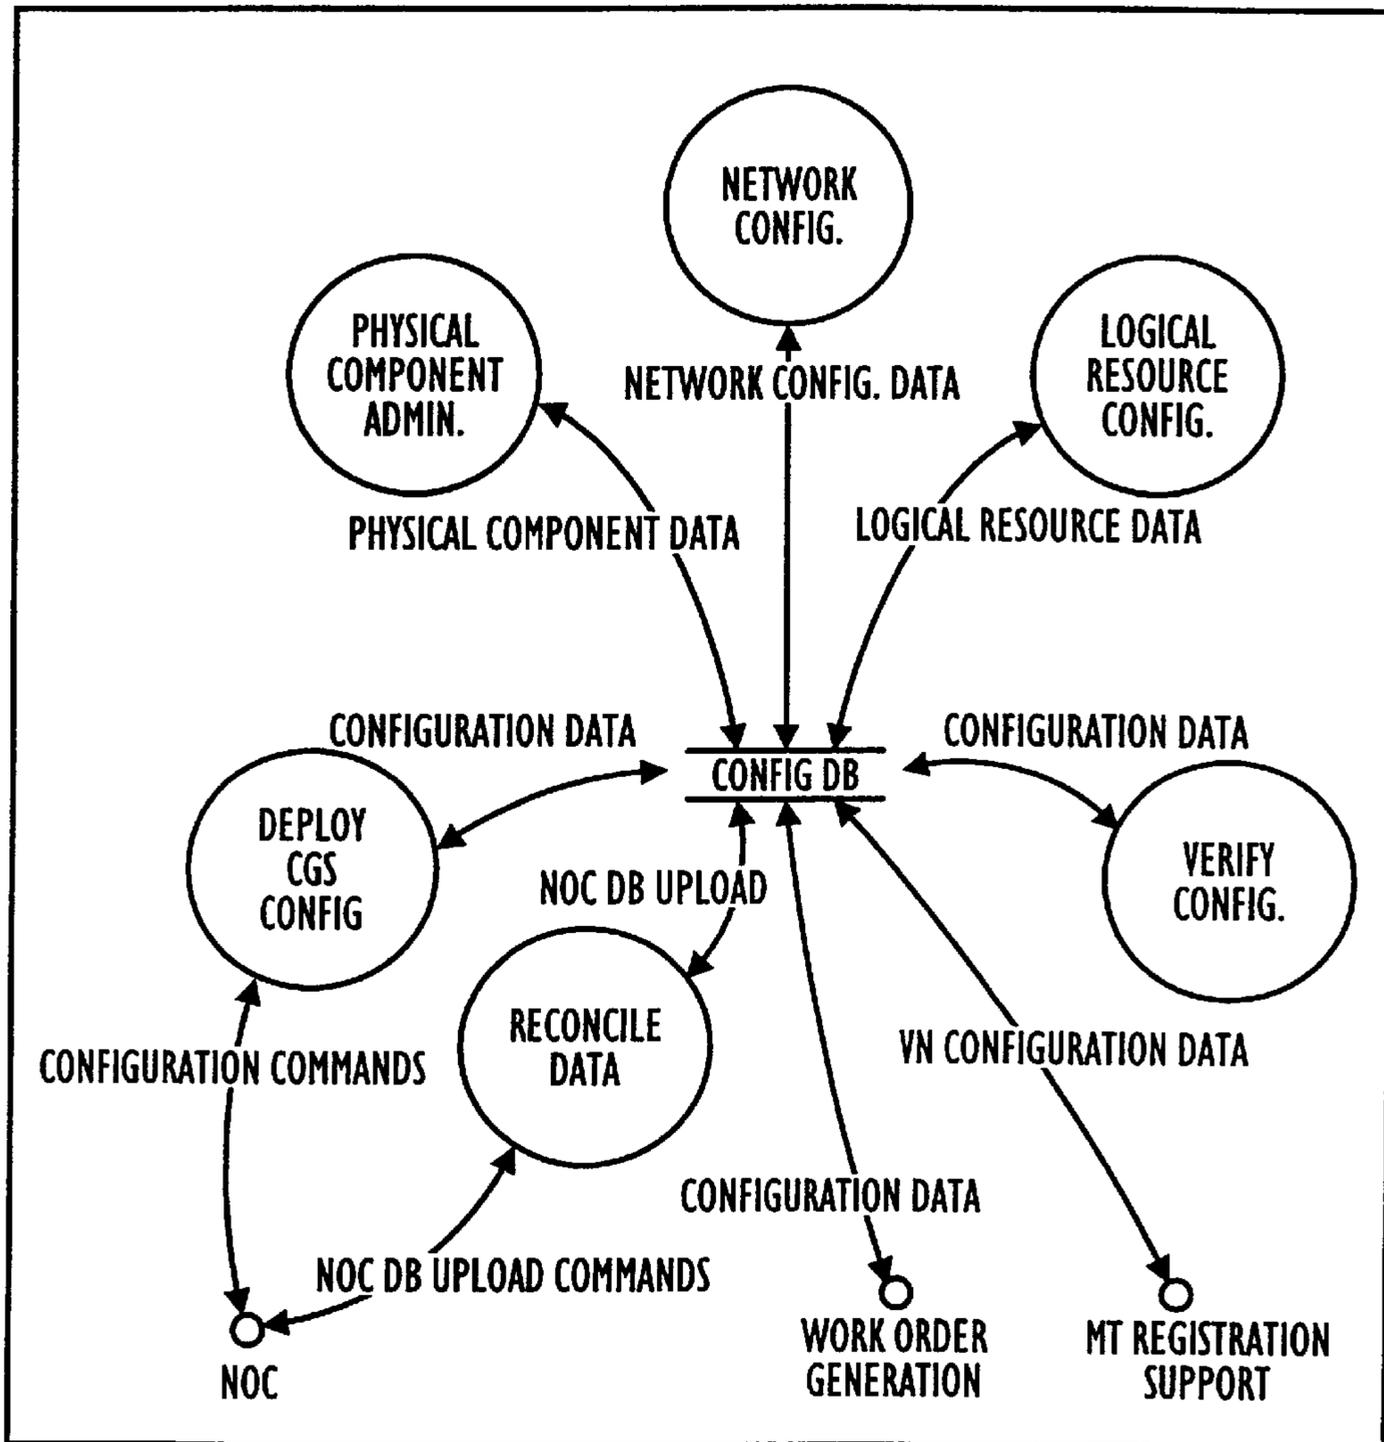 NETWORK
CONFIG.
PHYSICAL
COMPONENT
ADMIN.
LOGICAL
RESOURCE
CONFIG.
NETWORK CONFIG. DATA
PHYSICAL COMPONENT DATA
LOGICAL RESOURCE DATA
CONFIGURATION DATA
CONFIGURATION DATA
CONFIG DB
DEPLOY
CGS
CONFIG
VERIFY
CONFIG.
NOC DB UPLOAD
RECONCILE
DATA
CONFIGURATION COMMANDS
VN CONFIGURATION DATA
CONFIGURATION DATA
NOC DB UPLOAD COMMANDS
NOC
WORK ORDER
GENERATION
MT REGISTRATION
SUPPORT